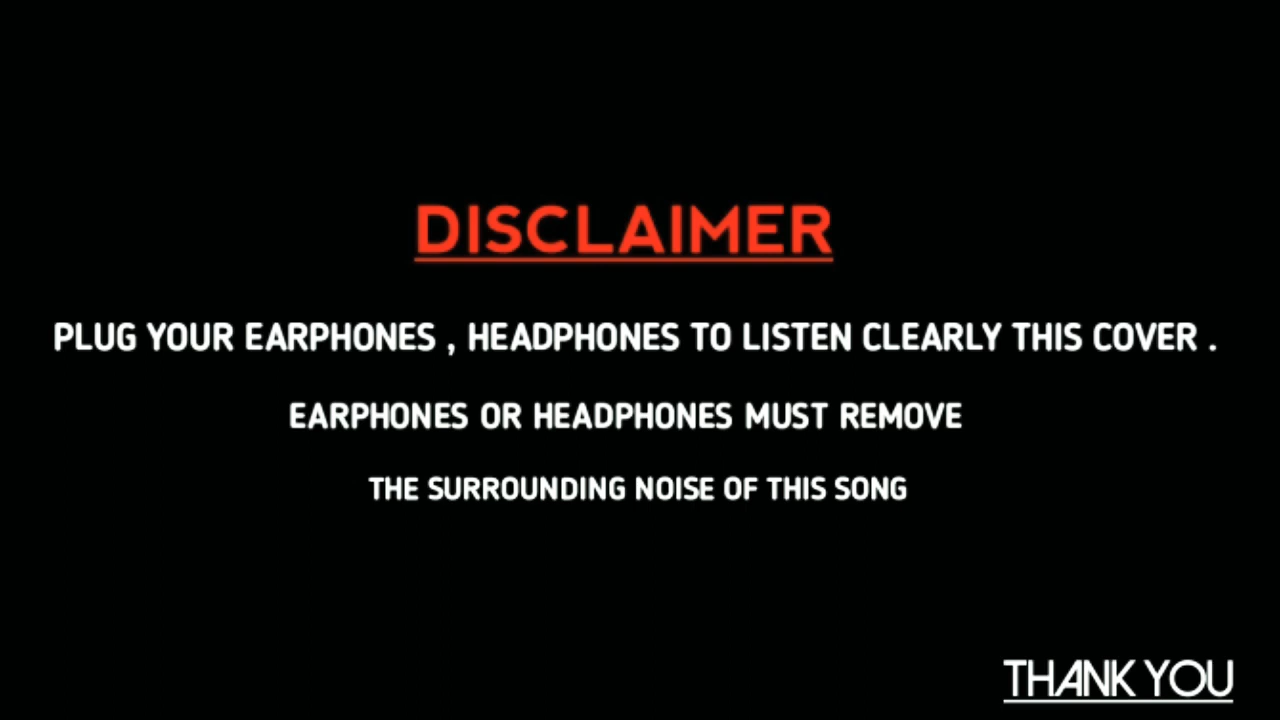 DISCLAIMER
PLUG YOUR EARPHONES , HEADPHONES TO LISTEN CLEARLY THIS COVER .
EARPHONES OR HEADPHONES MUST REMOVE
THE SURROUNDING NOISE OF THIS SONG
THANK YOU